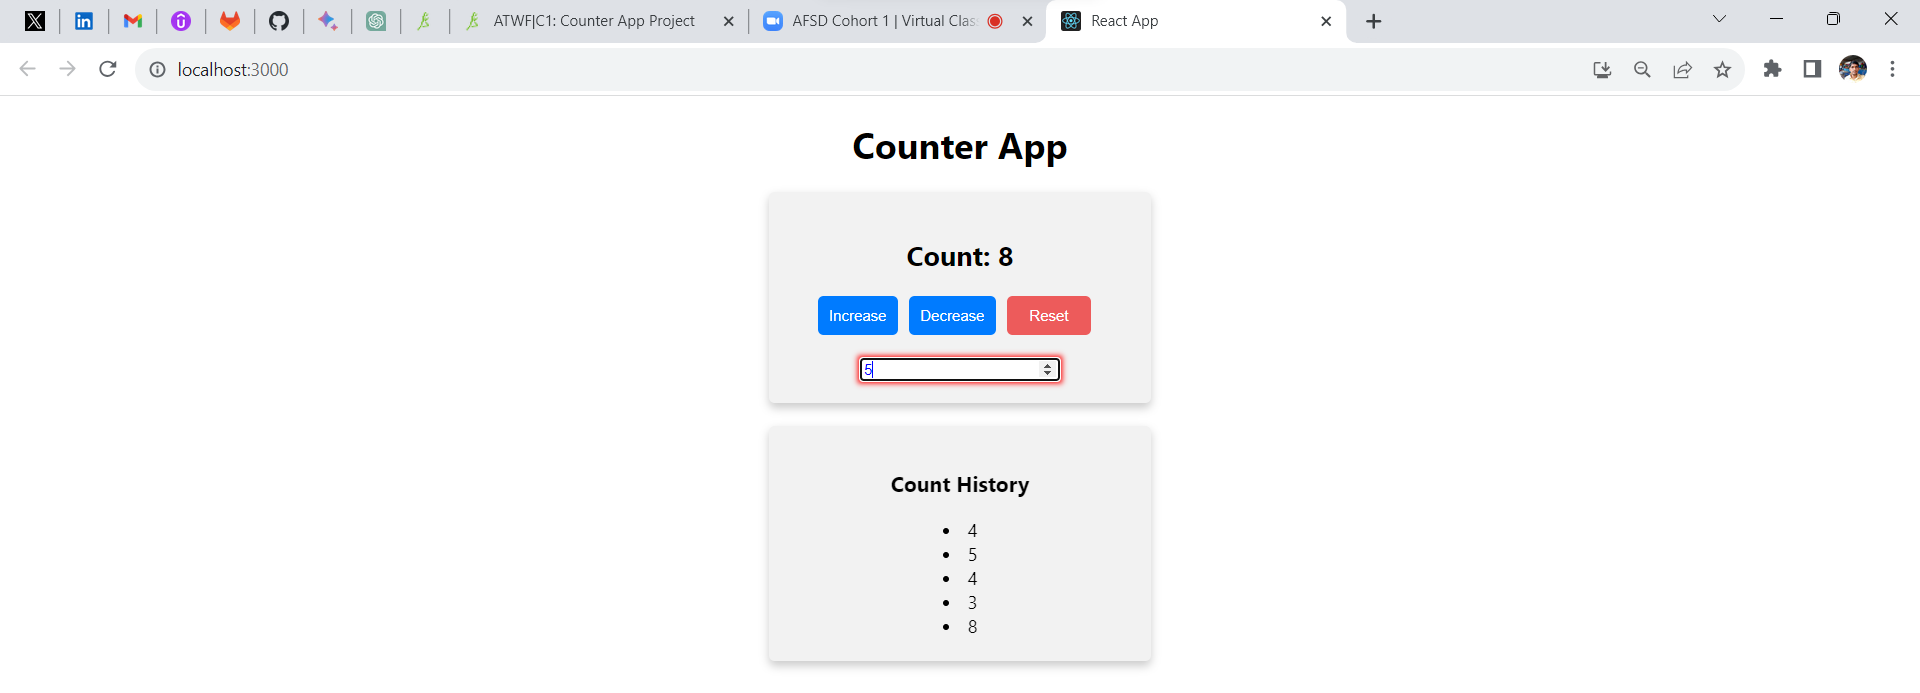 ATWF|C1: Counter App Project
AFSD Cohort 1 | Virtual Clas
React App
localhost:3000
Counter App
Count: 8
Increase
Decrease
Reset
5
Count History
4
5
4
3
8